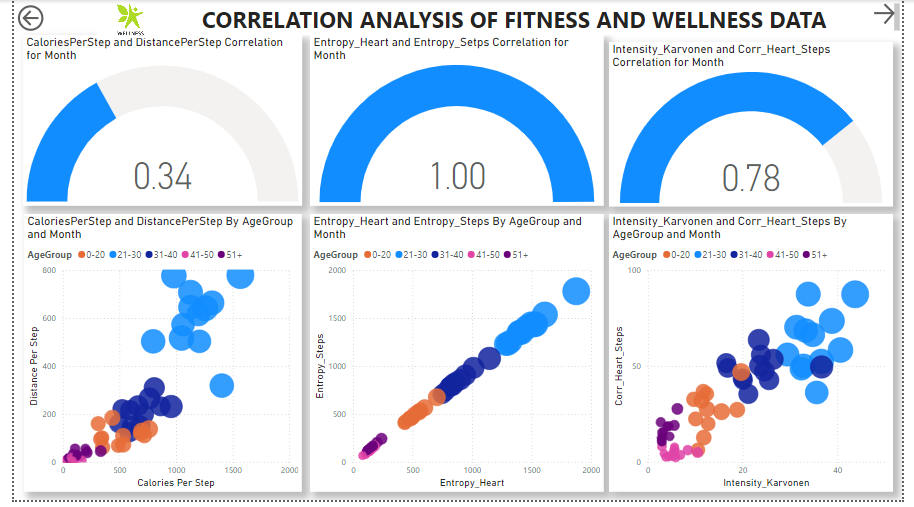 WELLNESS
CORRELATION ANALYSIS OF FITNESS AND WELLNESS DATA
CaloriesPerStep and DistancePerStep Correlation
for Month
0.34
Entropy_Heart and Entropy_Setps Correlation for
Month
1.00
Intensity_Karvonen and Corr_Heart_Steps
Correlation for Month
0.78
CaloriesPerStep and DistancePerStep By AgeGroup
and Month
AgeGroup 0-20 21-30 31-40 41-50 51+
Distance Per Step
800
600
400
200
0
0 500 1000 1500 2000
Calories Per Step
Entropy_Heart and Entropy_Steps By AgeGroup and
Month
AgeGroup 0-20 21-30 31-40 41-50 51+
Entropy_Steps
2000
1500
1000
500
0
0 500 1000 1500 2000
Entropy_Heart
Intensity_Karvonen and Corr_Heart_Steps By
AgeGroup and Month
AgeGroup 0-20 21-30 31-40 41-50 51+
Corr_Heart_Steps
100
50
0
0 20 40
Intensity_Karvonen